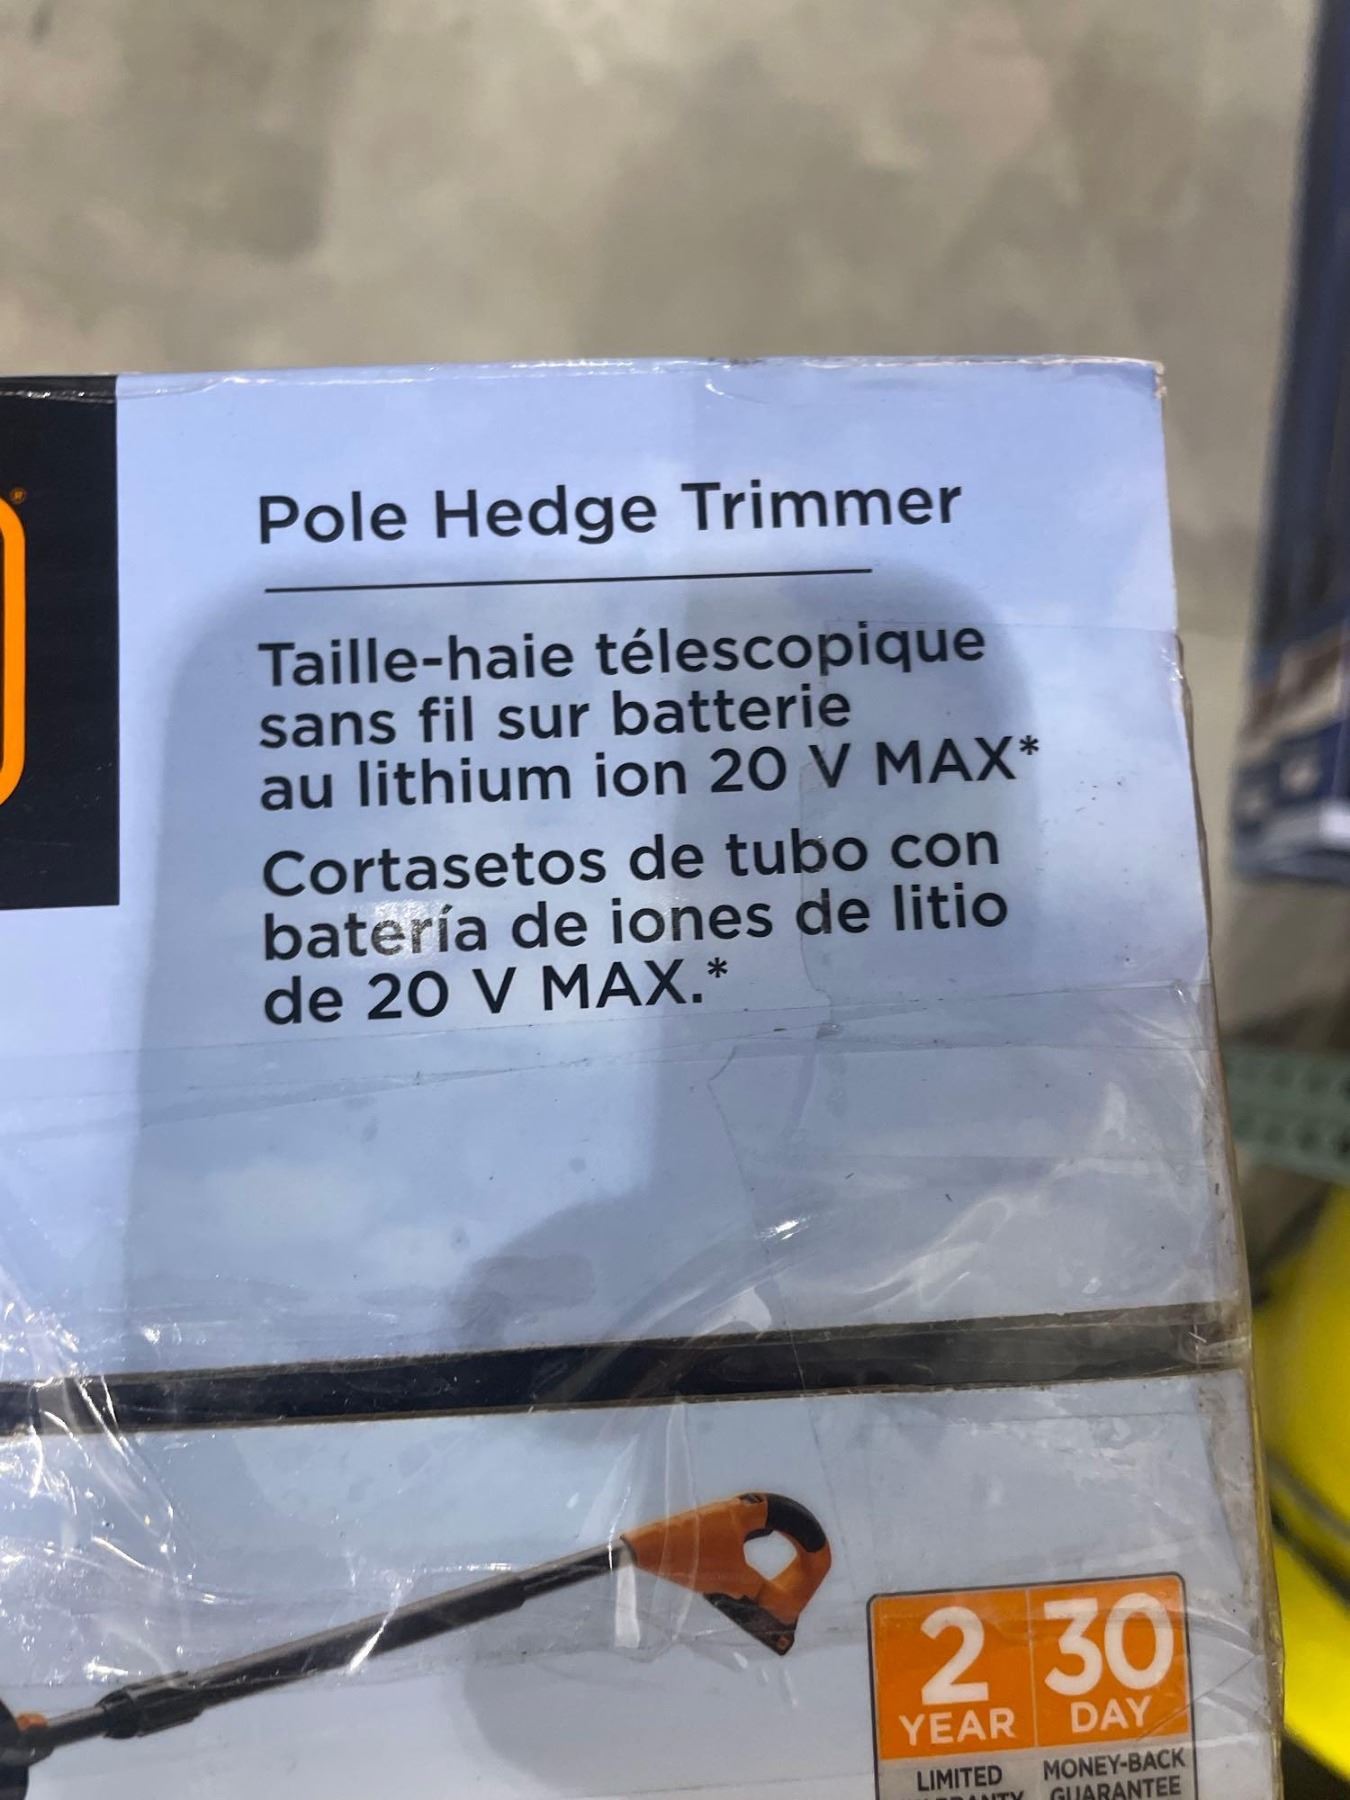 ®
Pole Hedge Trimmer
Taille-haie télescopique
sans fil sur batterie
au lithium ion 20 V MAX*
Cortasetos de tubo con
batería de iones de litio
de 20 V MAX.*
2 YEAR
LIMITED
30 DAY
MONEY-BACK
GUARANTEE